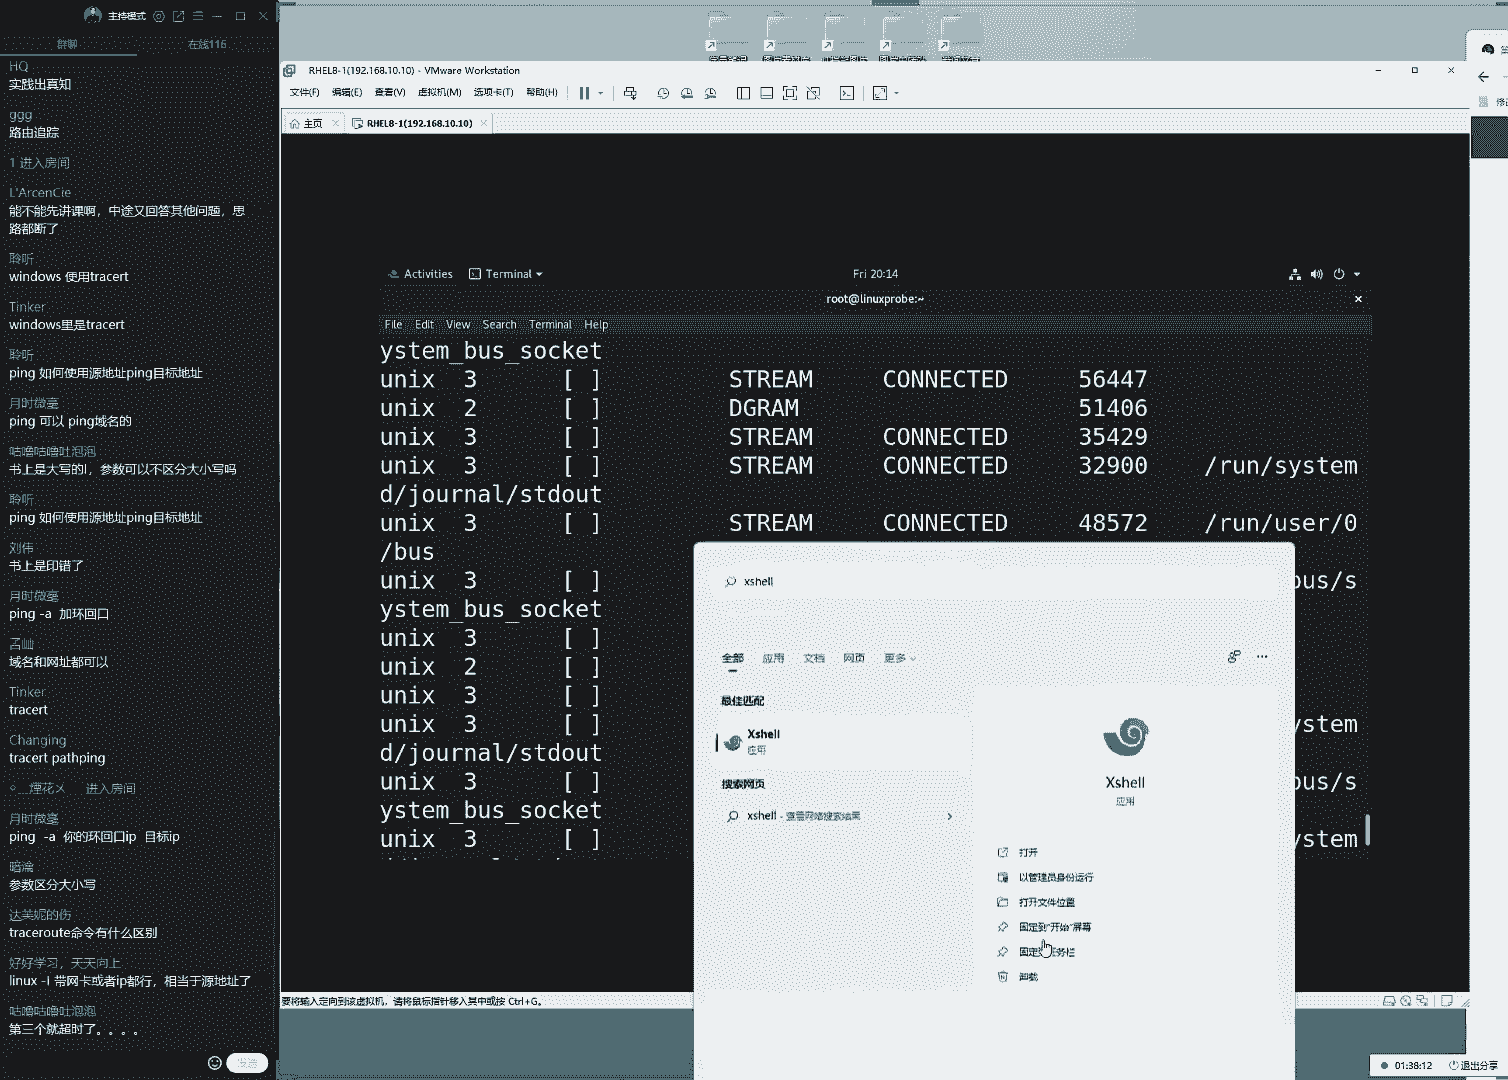 主持模式
群聊
在线116
HQ
实践出真知
ggg
路由追踪
1 进入房间
L'ArcenCie
能不能先讲课啊，中途又回答其他问题，思
路都断了
聆听
windows 使用tracert
Tinker
windows里是tracert
聆听
ping 如何使用源地址ping目标地址
月时微毫
ping 可以 ping域名的
咕噜咕噜吐泡泡
书上是大写的I，参数可以不区分大小写吗
聆听
ping 如何使用源地址ping目标地址
刘伟
书上是印错了
月时微毫
ping -a 加环回口
域名和网址都可以
Tinker
tracert
Changing
tracert pathping
进入房间
月时微毫
ping -a 你的环回口ip 目标ip
参数区分大小写
达芙妮的伤
traceroute命令有什么区别
好好学习，天天向上
linux -I 带网卡或者ip都行，相当于源地址了
咕噜咕噜吐泡泡
第三个就超时了。。。。
发送
RHEL8-1(192.168.10.10) - VMware Workstation
文件(F) 编辑(E) 查看(V) 虚拟机(M) 选项卡(T) 帮助(H)
主页
RHEL8-1(192.168.10.10)
Activities Terminal Fri 20:14
root@linuxprobe:~
File Edit View Search Terminal Help
ystem_bus_socket
unix 3 [ ] STREAM CONNECTED 56447
unix 2 [ ] DGRAM 51406
unix 3 [ ] STREAM CONNECTED 35429
unix 3 [ ] STREAM CONNECTED 32900 /run/system
d/journal/stdout
unix 3 [ ] STREAM CONNECTED 48572 /run/user/0
/bus
unix 3 [ ] bus/s
ystem_bus_socket
unix 3 [ ]
unix 2 [ ]
unix 3 [ ]
unix 3 [ ] ystem
d/journal/stdout
unix 3 [ ] bus/s
ystem_bus_socket
unix 3 [ ] ystem
xshell
全部 应用 文档 网页 更多
最佳匹配
Xshell
应用
搜索网页
xshell - 查看网络搜索结果
Xshell
应用
打开
以管理员身份运行
打开文件位置
固定到"开始"屏幕
固定到任务栏
卸载
要将输入定向到该虚拟机，请将鼠标指针移入其中或按 Ctrl+G。
01:38:12 退出分享